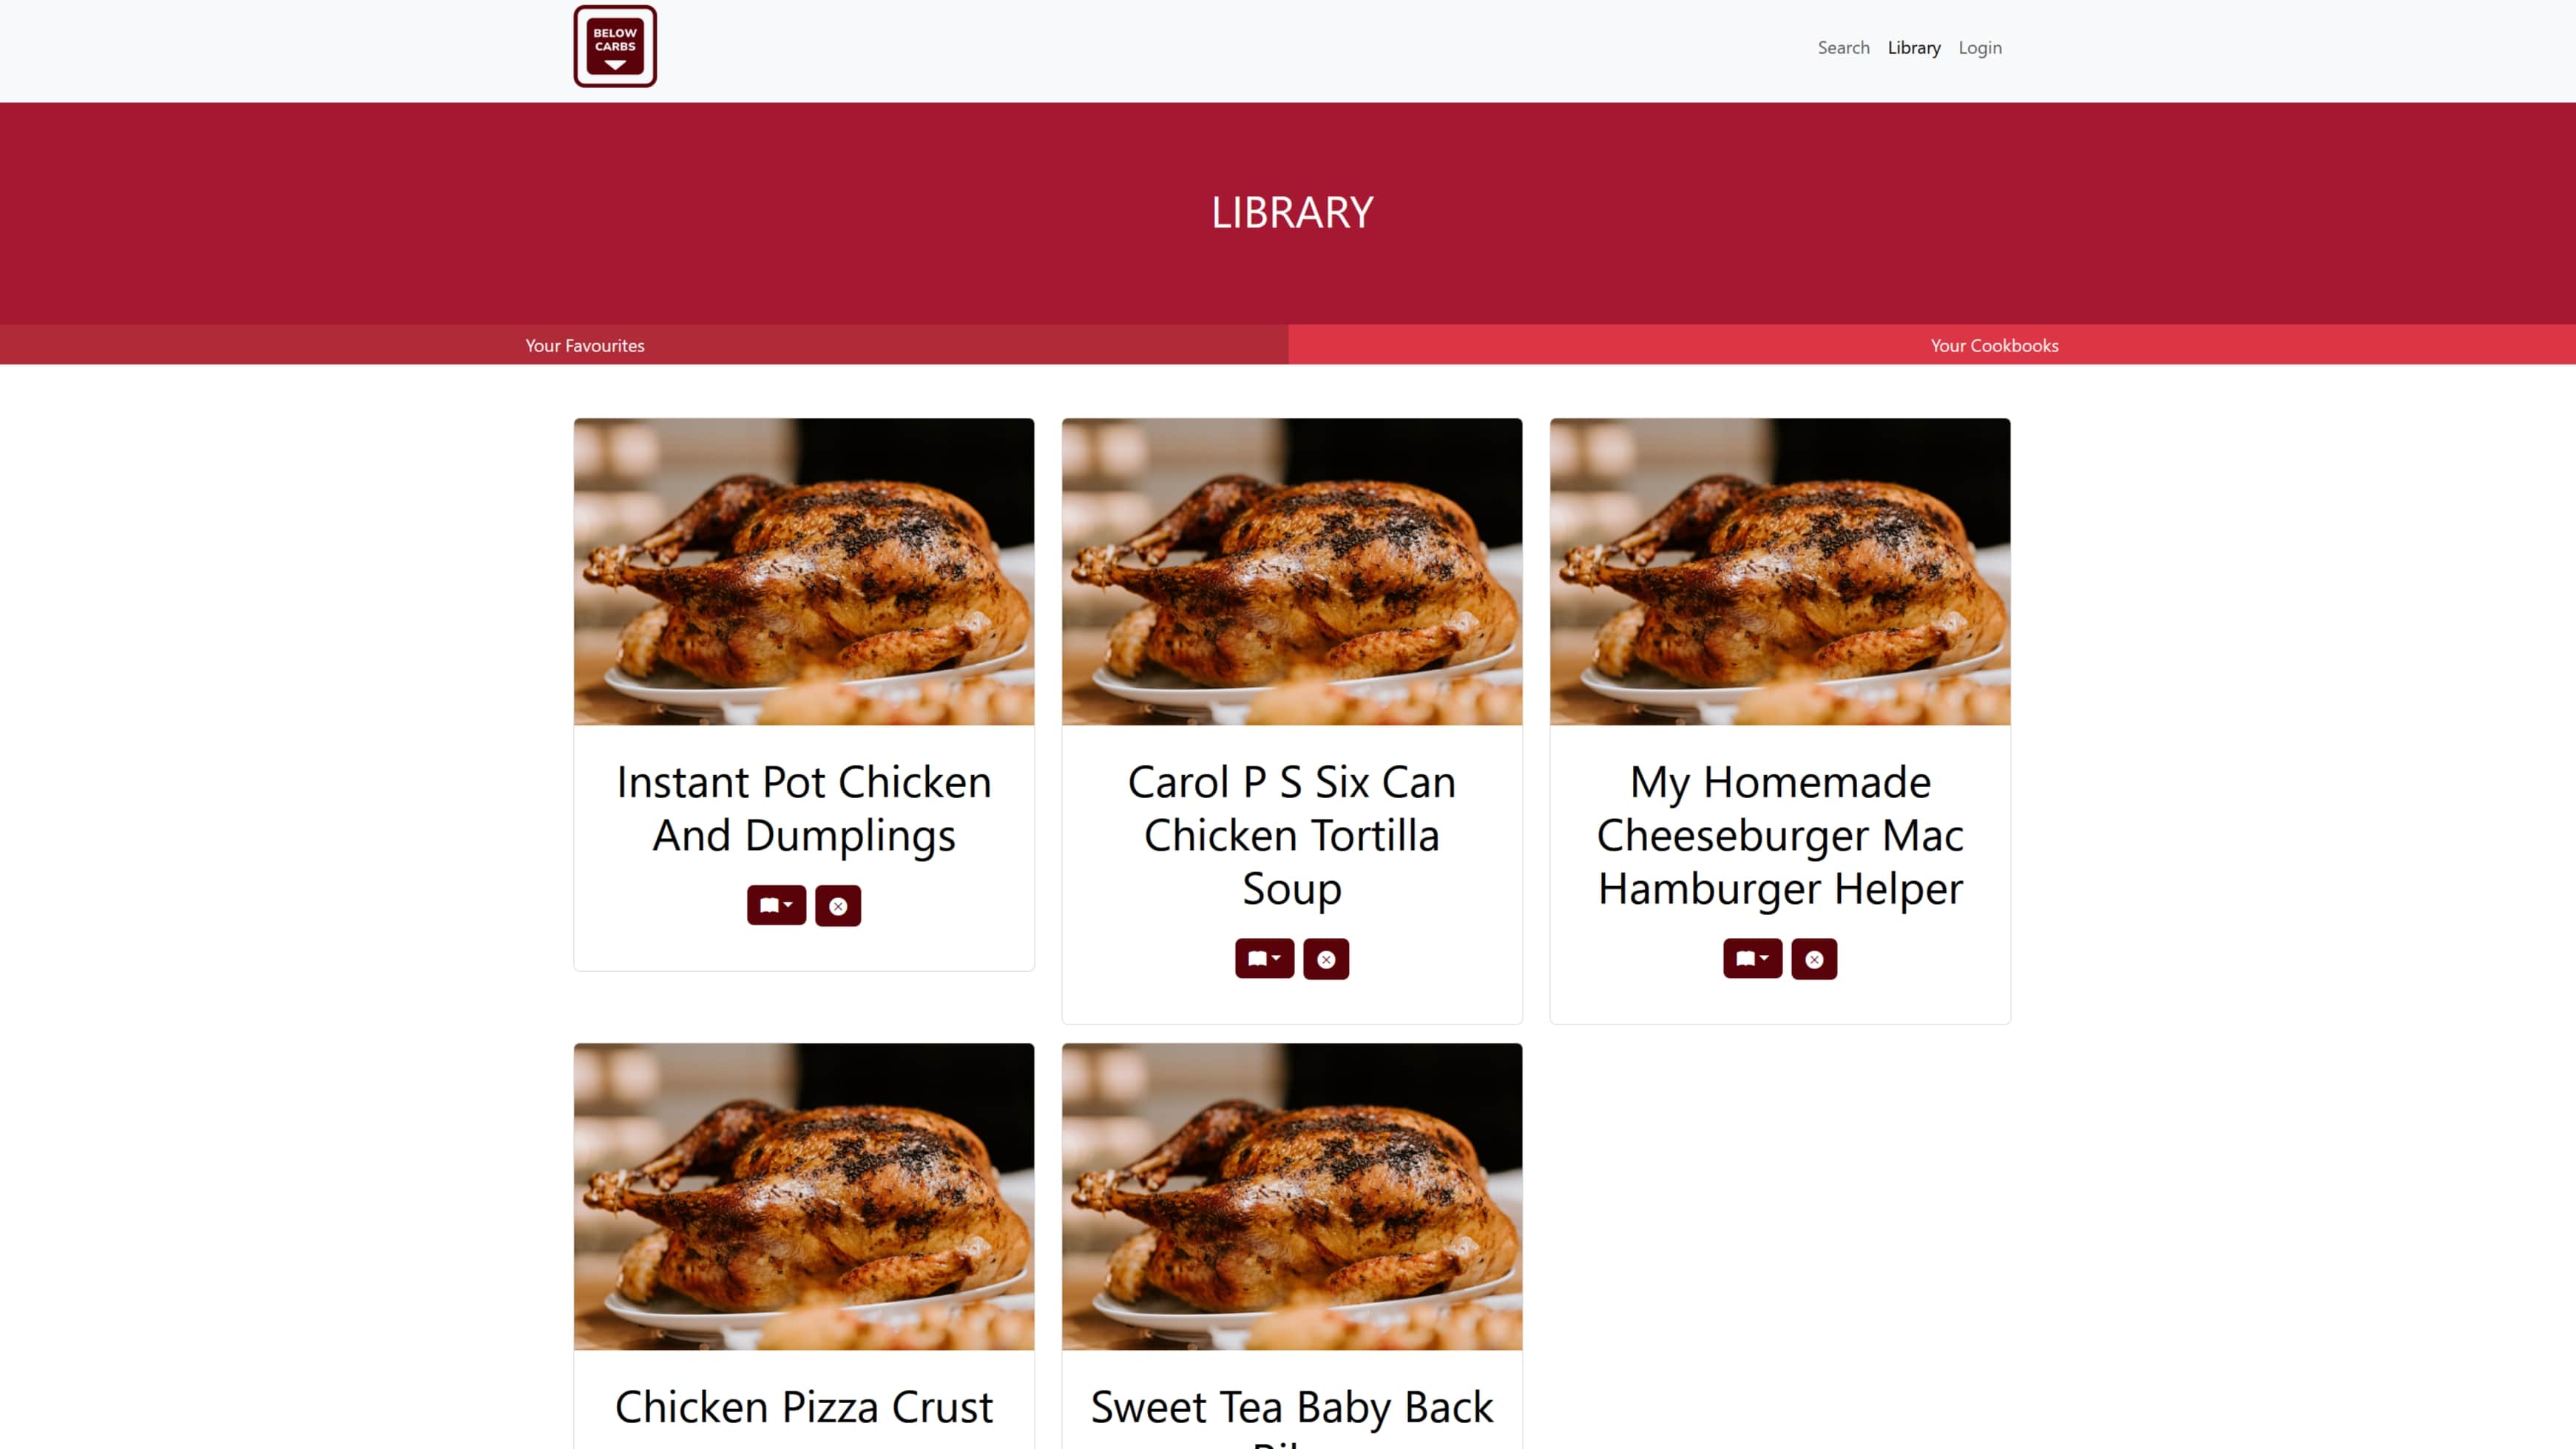 BELOW
CARBS
Search Library Login
LIBRARY
Your Favourites
Your Cookbooks
Instant Pot Chicken
And Dumplings
Carol P S Six Can
Chicken Tortilla
Soup
My Homemade
Cheeseburger Mac
Hamburger Helper
Chicken Pizza Crust
Sweet Tea Baby Back